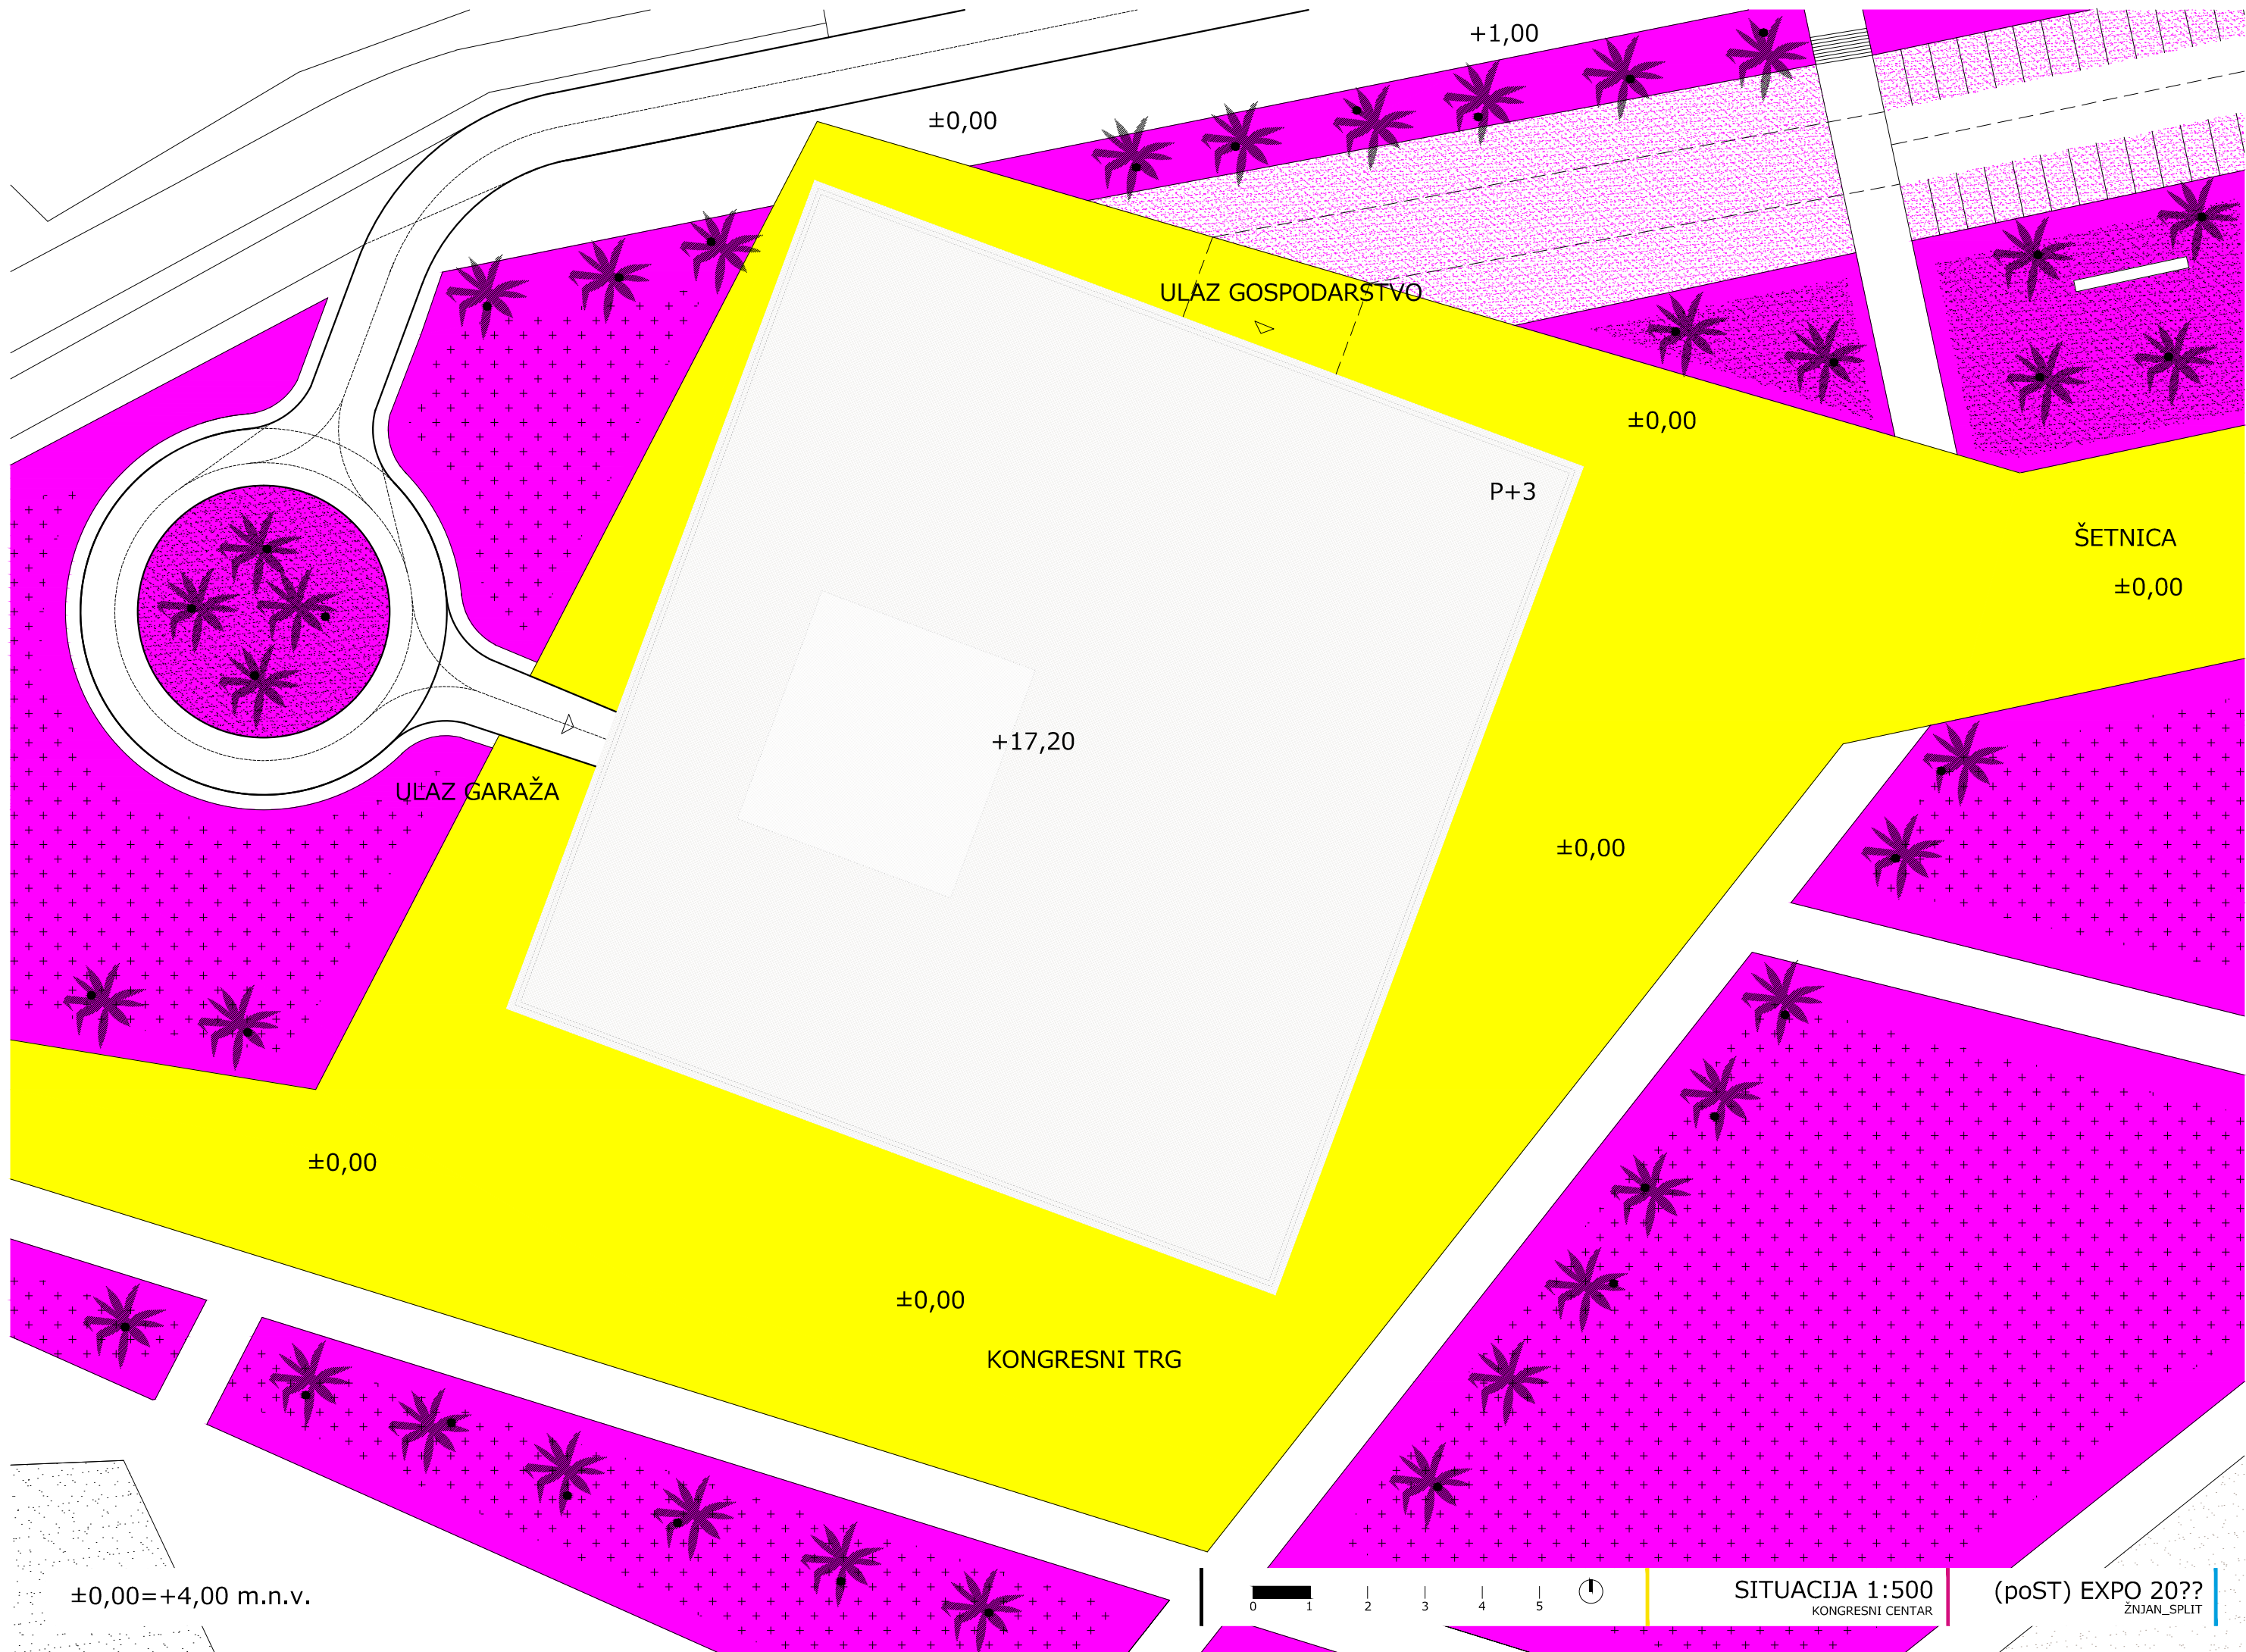 +1,00
±0,00
ULAZ GOSPODARSTVO
±0,00
P+3
ŠETNICA
±0,00
+17,20
ULAZ GARAŽA
±0,00
±0,00
±0,00
KONGRESNI TRG
±0,00=+4,00 m.n.v.
0 1 2 3 4 5
SITUACIJA 1:500
KONGRESNI CENTAR
(poST) EXPO 20??
ŽNJAN_SPLIT